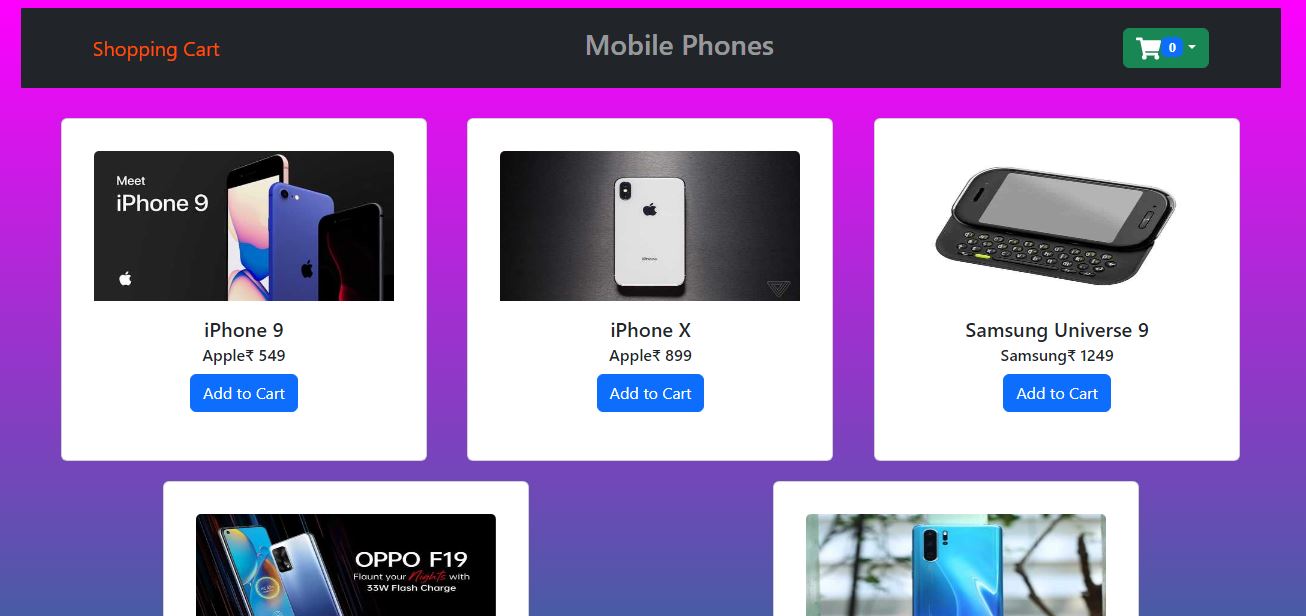 Shopping Cart
Mobile Phones
0
Meet
iPhone 9
iPhone 9
Apple₹ 549
Add to Cart
iPhone
iPhone X
Apple₹ 899
Add to Cart
Samsung Universe 9
Samsung₹ 1249
Add to Cart
OPPO F19
Flaunt your Nights with
33W Flash Charge